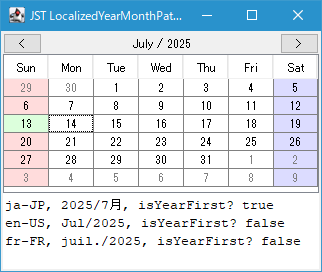 JST LocalizedYearMonthPat...
July / 2025
Sun Mon Tue Wed Thu Fri Sat
29 30 1 2 3 4 5
6 7 8 9 10 11 12
13 14 15 16 17 18 19
20 21 22 23 24 25 26
27 28 29 30 31 1 2
3 4 5 6 7 8 9
ja-JP, 2025/7月, isYearFirst? true
en-US, Jul/2025, isYearFirst? false
fr-FR, juil./2025, isYearFirst? false